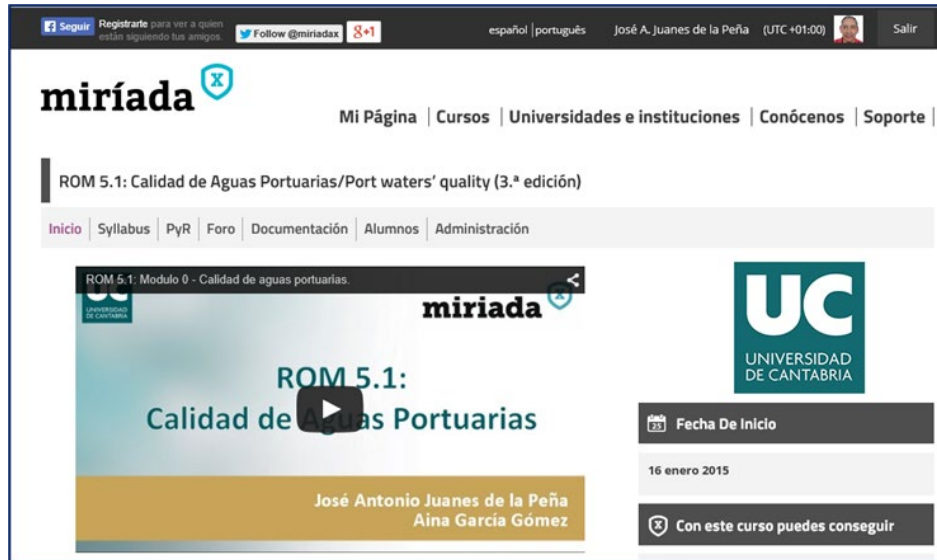 Seguir Registrarte para ver a quien están siguiendo tus amigos. Follow @miriadax g+1 español | português José A. Juanes de la Peña (UTC +01:00) Salir
miríada X
Mi Página | Cursos | Universidades e instituciones | Conócenos | Soporte |
ROM 5.1: Calidad de Aguas Portuarias/Port waters' quality (3.ª edición)
Inicio | Syllabus | PyR | Foro | Documentación | Alumnos | Administración
ROM 5.1: Modulo 0 - Calidad de aguas portuarias.
UC
UNIVERSIDAD
DE CANTABRIA
miríada X
ROM 5.1:
Calidad de Aguas Portuarias
José Antonio Juanes de la Peña
Aina García Gómez
UC
UNIVERSIDAD
DE CANTABRIA
25 Fecha De Inicio
16 enero 2015
X Con este curso puedes conseguir